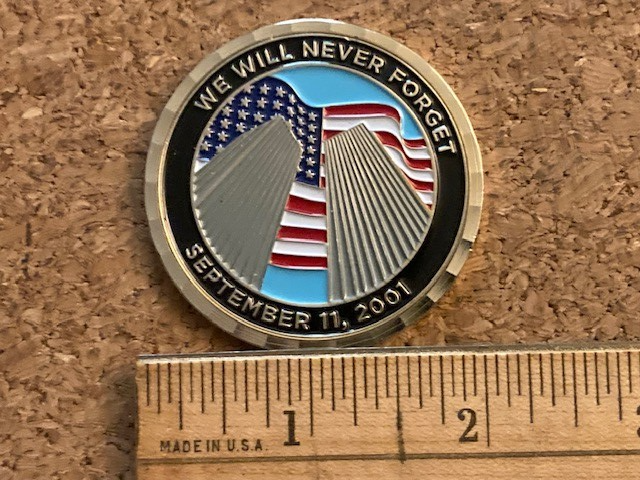 WE WILL NEVER FORGET
SEPTEMBER 11, 2001
1 2
MADE IN U.S.A.